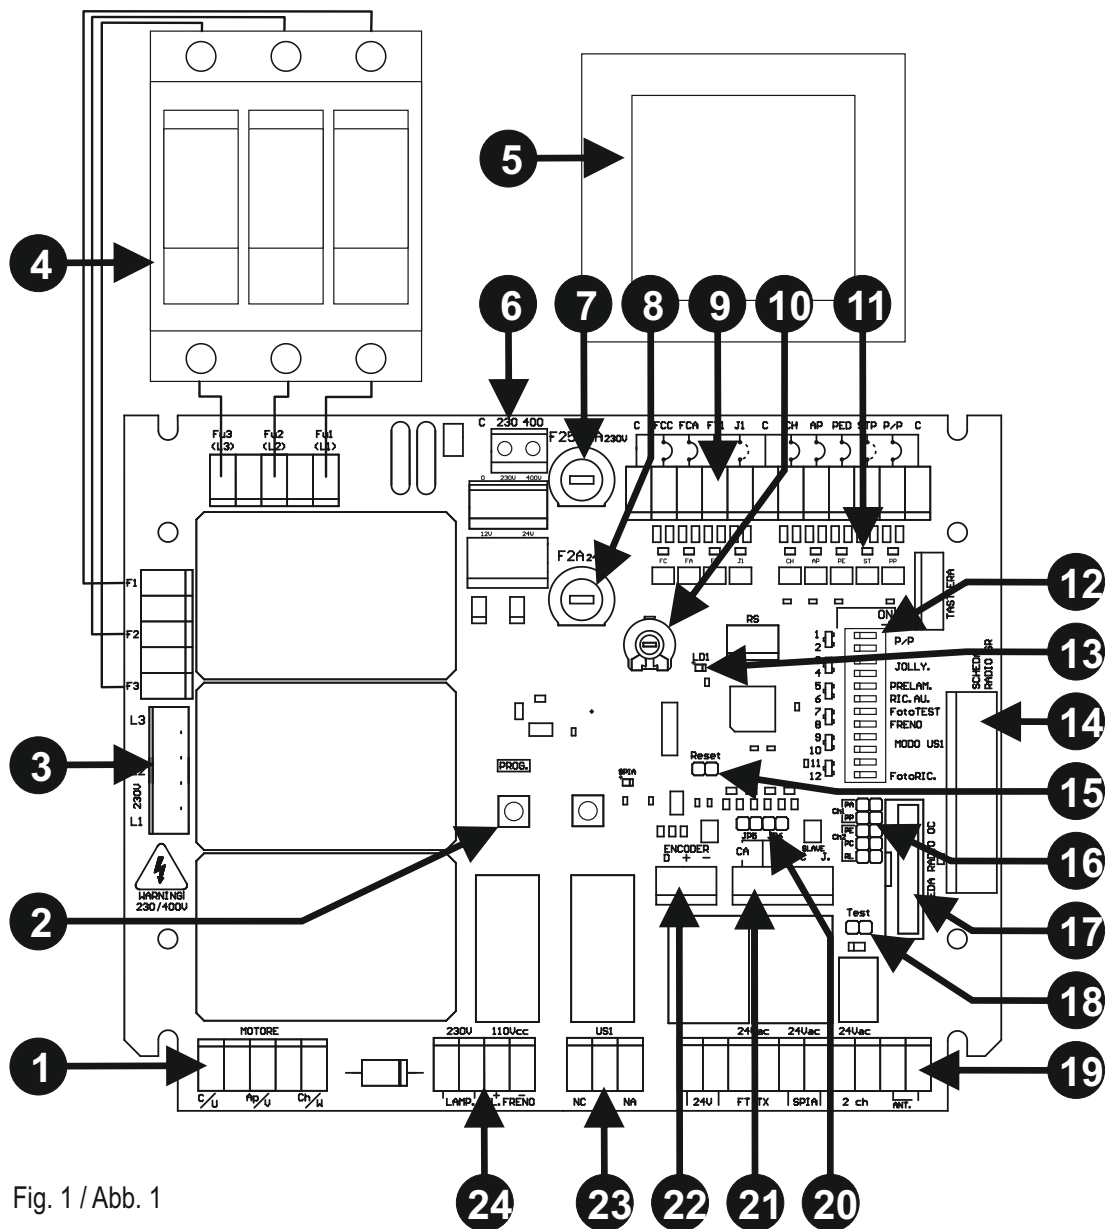 5
4
6
7
8
9
10
11
Fu3
(L3)
Fu2
(L2)
Fu1
(L1)
C 230 400
230V
C FCC FCA J1 C CH AP PED STP P/P C
0 230V 400V
12V 24V
F2A
FC FA J1 CH AP PE ST PP
TASTIERA
12
F1
F2
F3
ON
RS
LD1
1
2
4
5
6
7
8
9
10
11
12
P/P
JOLLY.
PRELAM.
RIC.AU.
FotoTEST
FRENO
MODO US1
FotoRIC.
SCHEDA
RADIO SR
13
14
3
L3
230V
L1
PROG.
SPIA
Reset
15
Ch1
Ch2
PA
PP
PE
PC
RL
16
JP5
ENCODER
D + -
CA
SLAVE
J.
WARNING!
230/400V
2
Test
17
18
MOTORE
230V 110Vcc
US1
24Vac 24Vac 24Vac
1
19
C/U
Ap/V
Ch/W
LAMP.
+ -
FRENO
NC NA
24V
FT TX
SPIA
2 ch
ANT.
24
23
22
21
20
Fig. 1 / Abb. 1